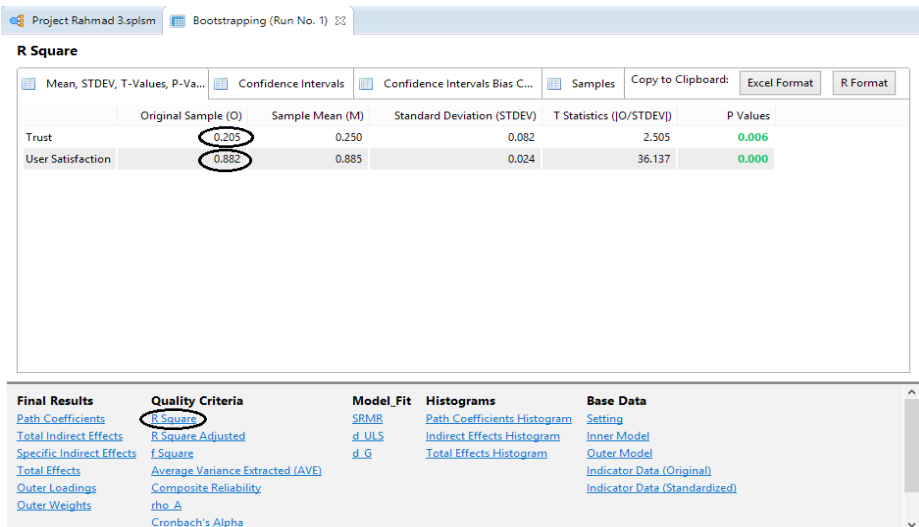 Project Rahmad 3.splsm Bootstrapping (Run No. 1)
R Square
Mean, STDEV, T-Values, P-Va... Confidence Intervals Confidence Intervals Bias C... Samples Copy to Clipboard: Excel Format R Format
Original Sample (O) Sample Mean (M) Standard Deviation (STDEV) T Statistics (|O/STDEV|) P Values
Trust 0.205 0.250 0.082 2.505 0.006
User Satisfaction 0.882 0.885 0.024 36.137 0.000
Final Results Quality Criteria Model_Fit Histograms Base Data
Path Coefficients R Square SRMR Path Coefficients Histogram Setting
Total Indirect Effects R Square Adjusted d_ULS Indirect Effects Histogram Inner Model
Specific Indirect Effects f Square d_G Total Effects Histogram Outer Model
Total Effects Average Variance Extracted (AVE) Indicator Data (Original)
Outer Loadings Composite Reliability Indicator Data (Standardized)
Outer Weights rho_A
Cronbach's Alpha